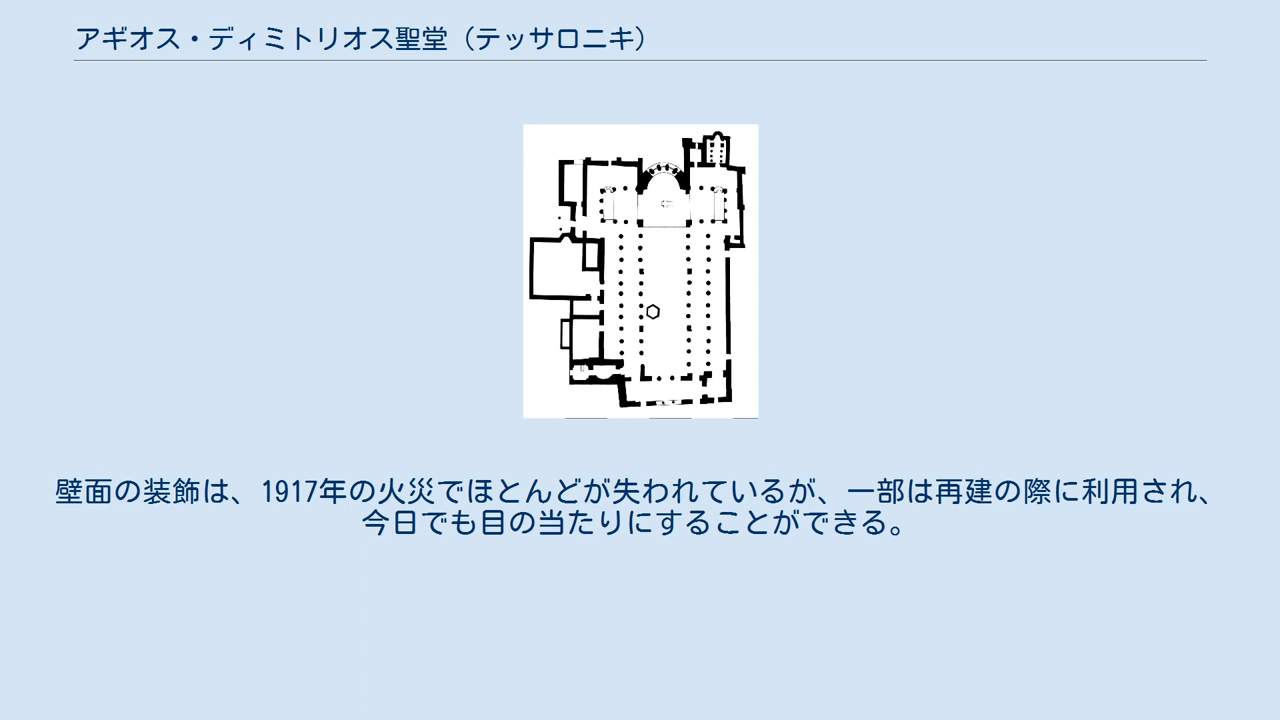 アギオス・ディミトリオス聖堂（テッサロニキ）
壁面の装飾は、1917年の火災でほとんどが失われているが、一部は再建の際に利用され、
今日でも目の当たりにすることができる。